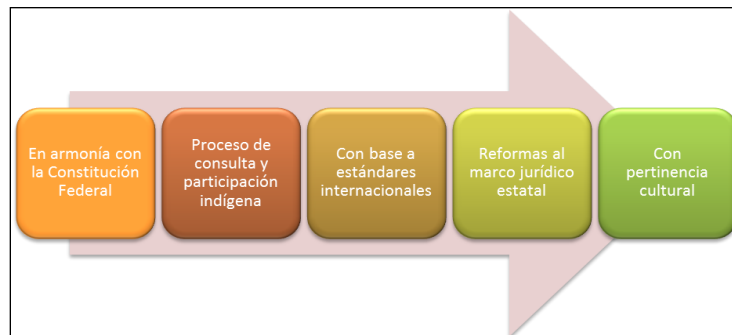 En armonía con
la Constitución
Federal
Proceso de
consulta y
participación
indígena
Con base a
estándares
internacionales
Reformas al
marco jurídico
estatal
Con
pertinencia
cultural